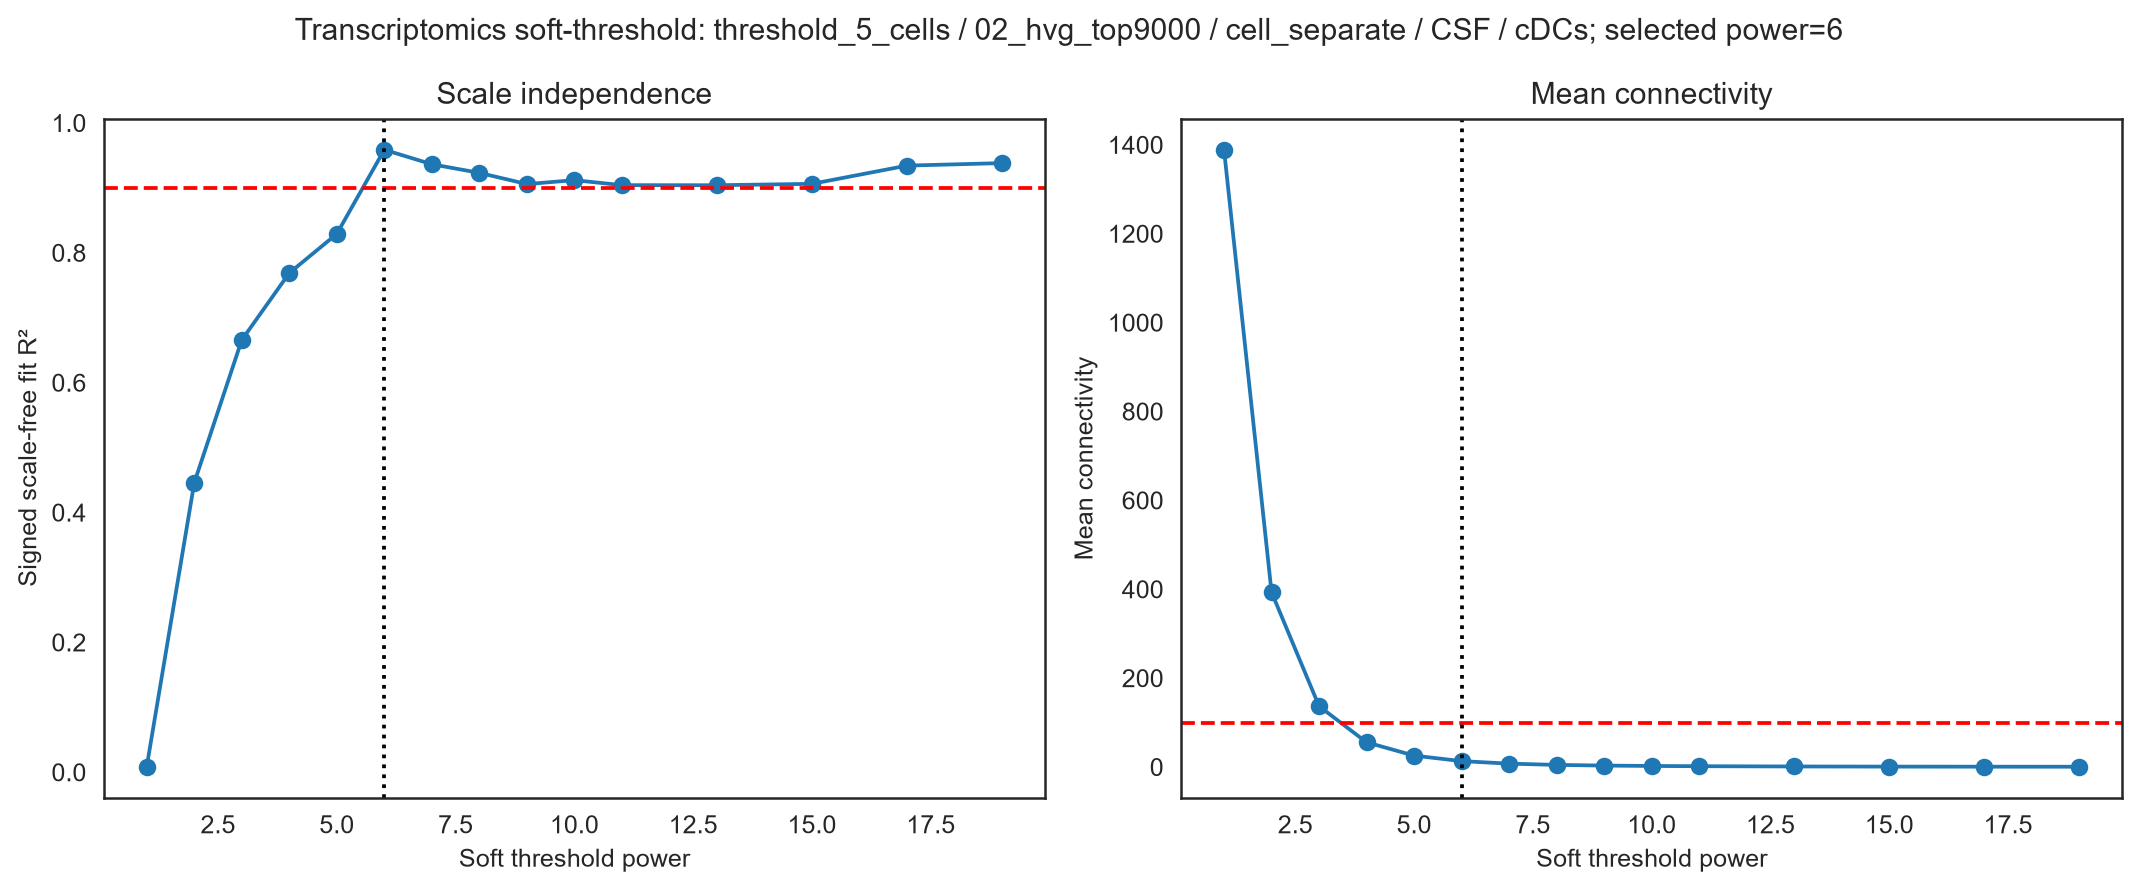 Transcriptomics soft-threshold: threshold_5_cells / 02_hvg_top9000 / cell_separate / CSF / cDCs; selected power=6
Scale independence
1.0
0.8
0.6
0.4
0.2
0.0
Signed scale-free fit R²
2.5 5.0 7.5 10.0 12.5 15.0 17.5
Soft threshold power
Mean connectivity
1400
1200
1000
800
600
400
200
0
Mean connectivity
2.5 5.0 7.5 10.0 12.5 15.0 17.5
Soft threshold power